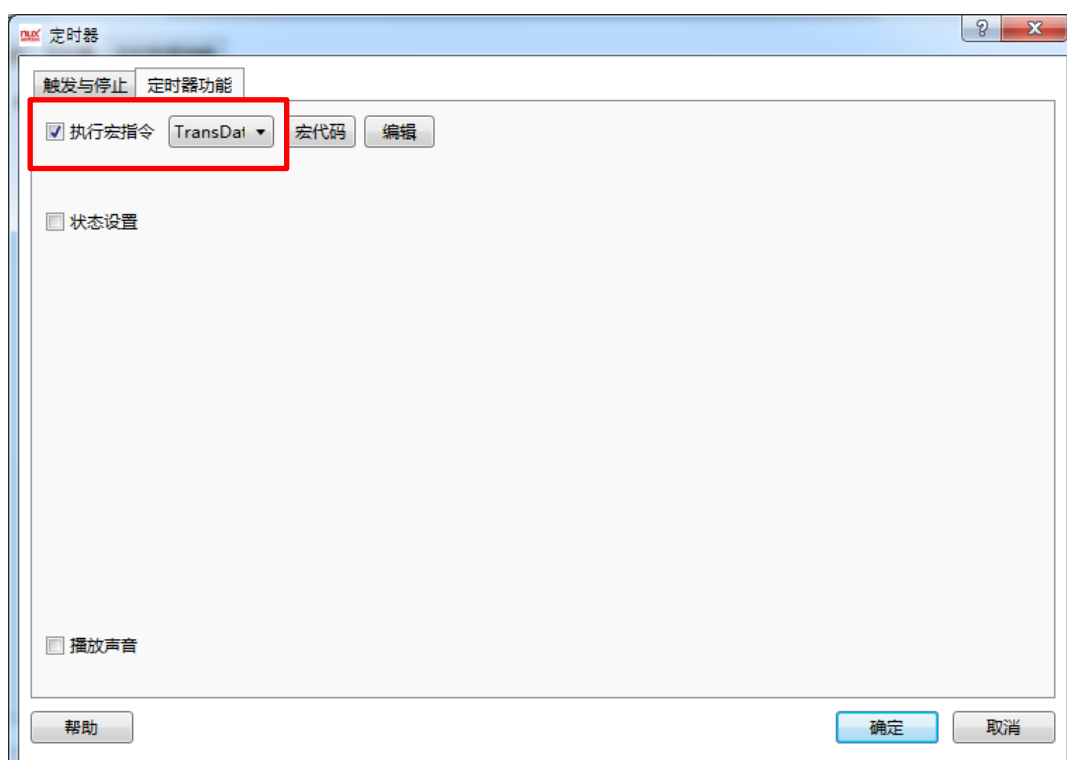 定时器
触发与停止 定时器功能
执行宏指令 TransDat 宏代码 编辑
状态设置
播放声音
帮助 确定 取消